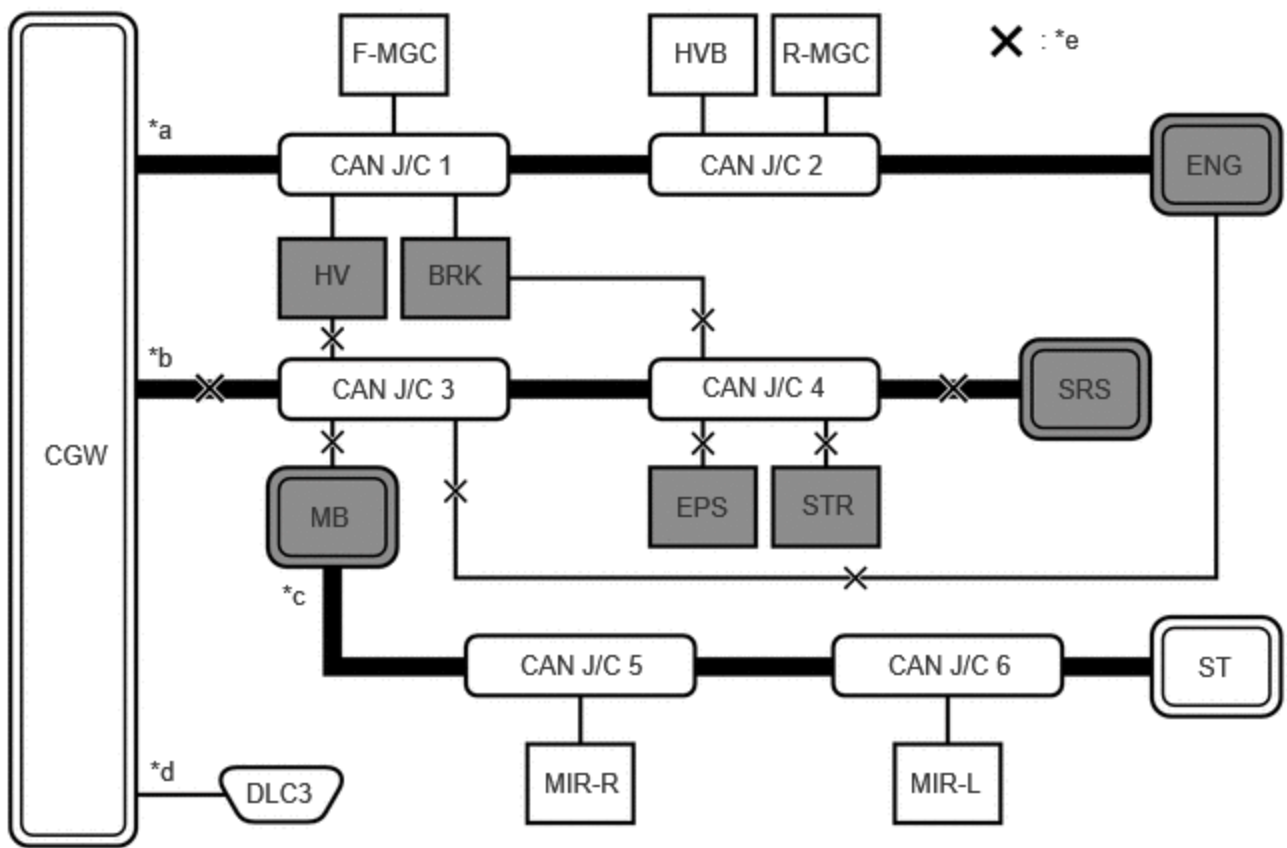 F-MGC
HVB
R-MGC
: *e
*a
CAN J/C 1
CAN J/C 2
ENG
HV
BRK
*b
CAN J/C 3
CAN J/C 4
SRS
CGW
MB
EPS
STR
*c
CAN J/C 5
CAN J/C 6
ST
*d
DLC3
MIR-R
MIR-L